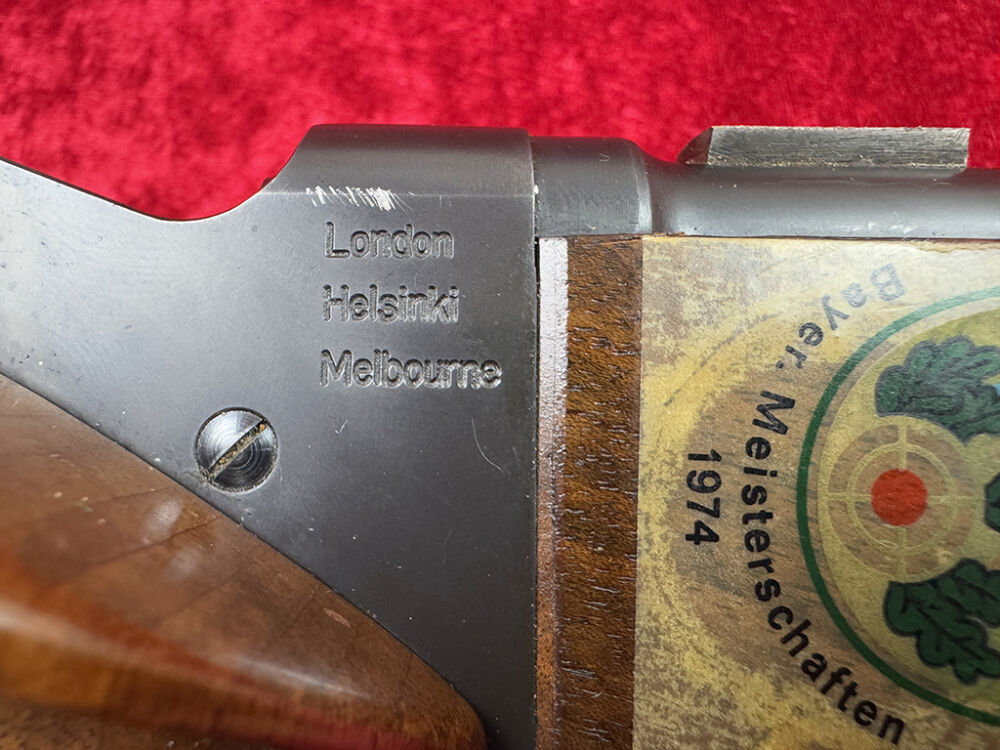 London
Helsinki
Melbourne
Bayer. Meisterschaften
1974